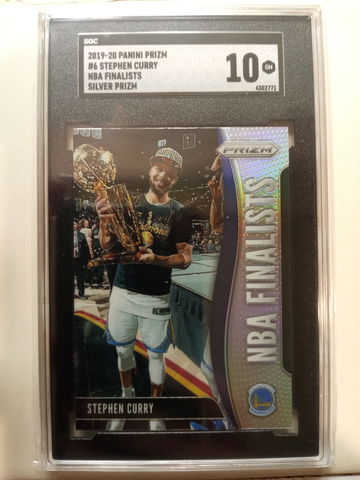 SGC
2019-20 PANINI PRIZM
#6 STEPHEN CURRY
NBA FINALISTS
SILVER PRIZM
10 GM
4302771
PRIZM
NBA FINALISTS
STEPHEN CURRY